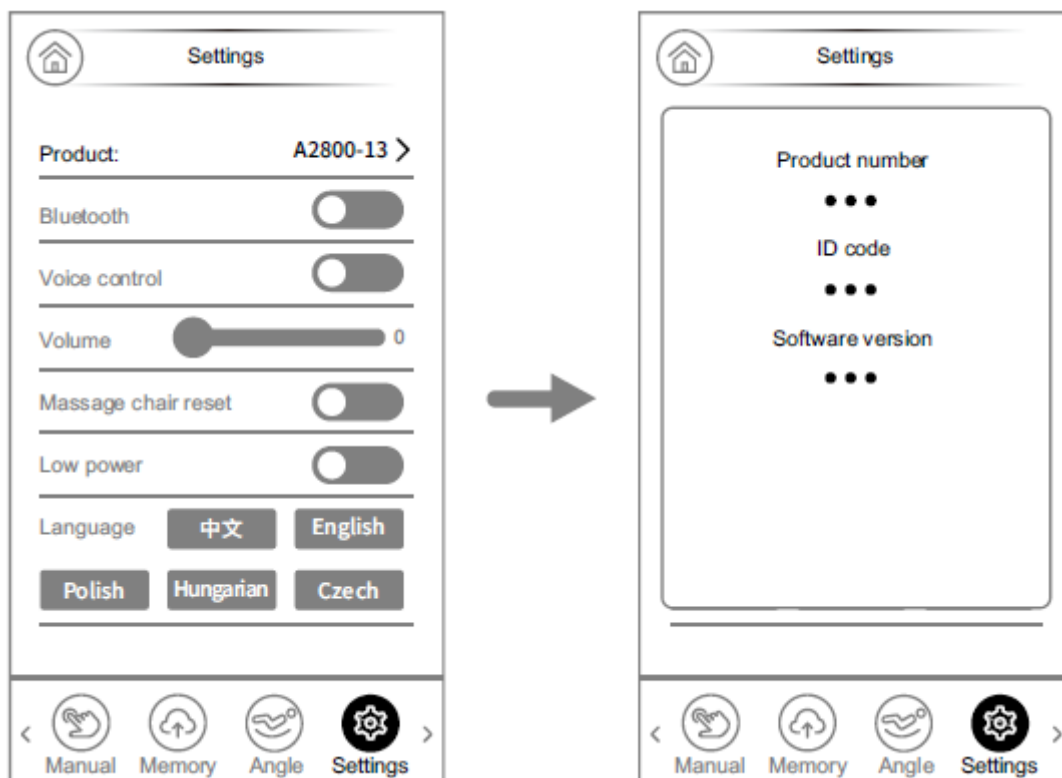 Settings
Product: A2800-13 >
Bluetooth
Voice control
Volume 0
Massage chair reset
Low power
Language 中文 English
Polish Hungarian Czech
< Manual Memory Angle Settings >
Settings
Product number
•••
ID code
•••
Software version
•••
< Manual Memory Angle Settings >